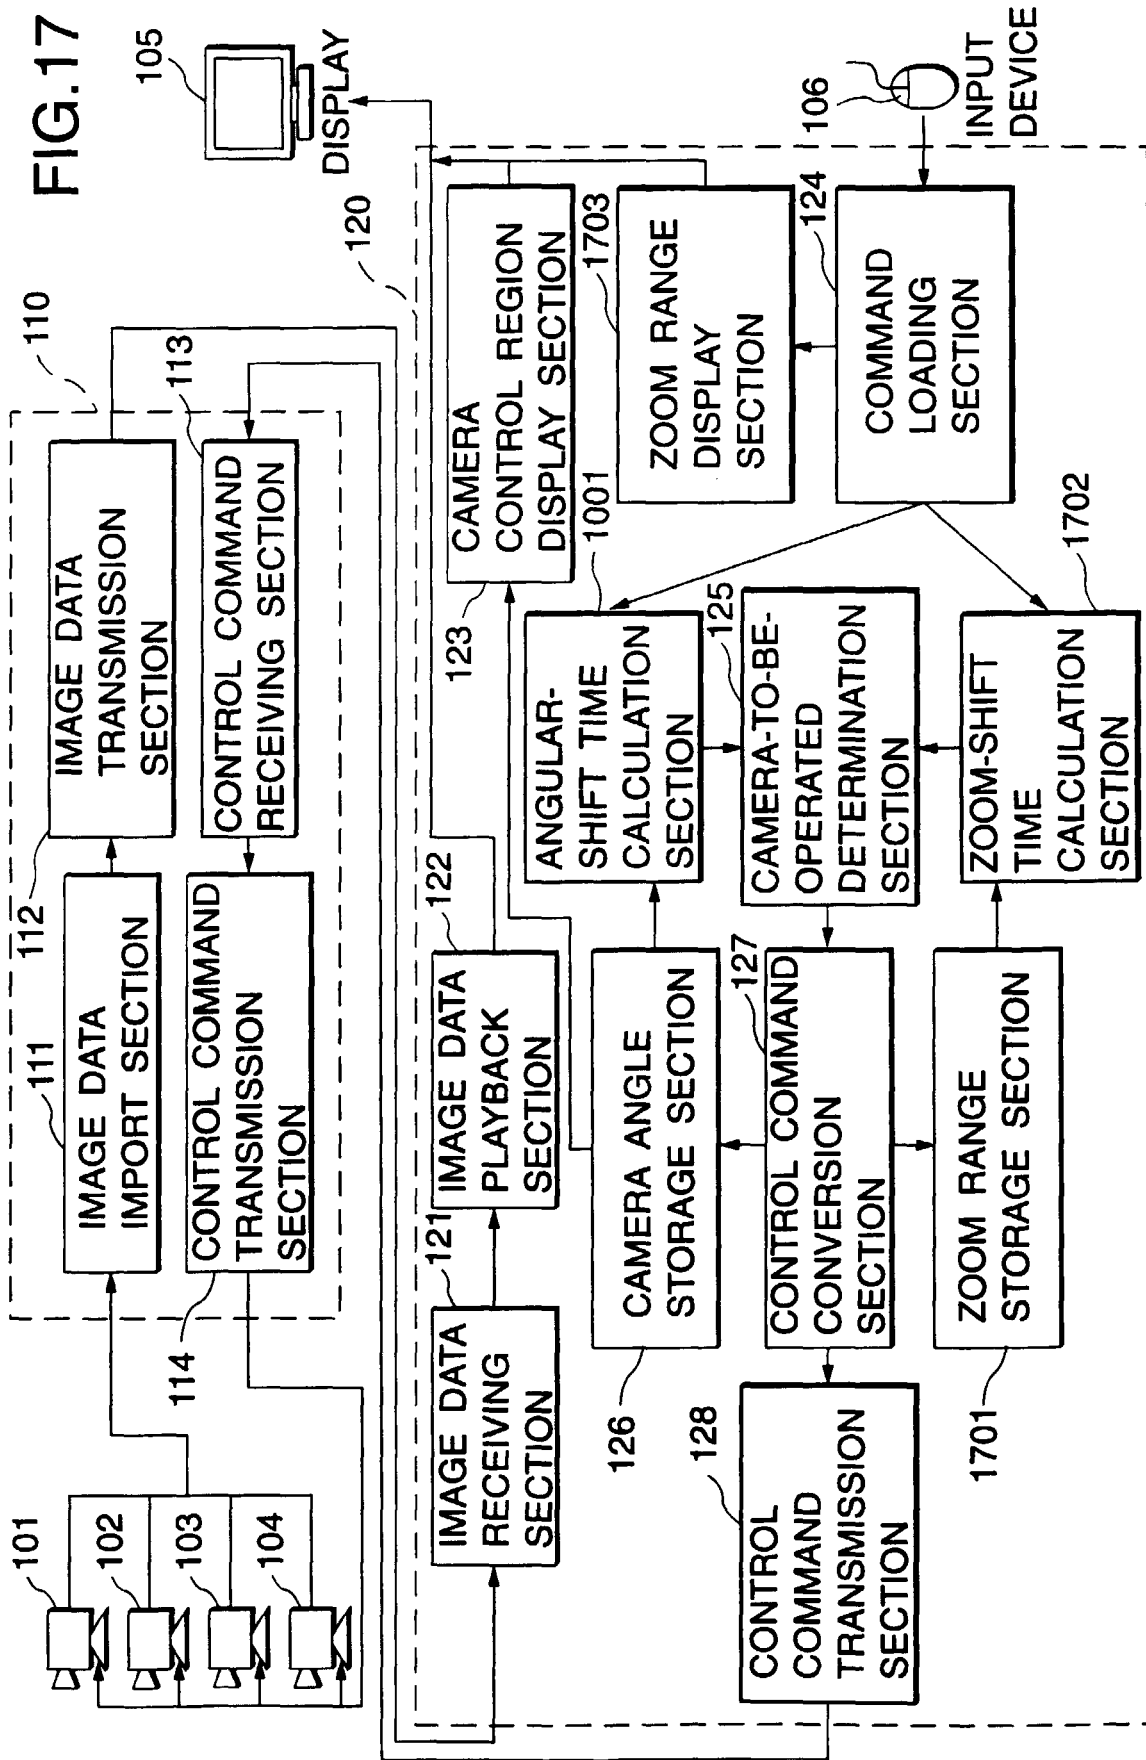 FIG.17
101
102
103
104
105
DISPLAY
110
111
IMAGE DATA
IMPORT SECTION
112
IMAGE DATA
TRANSMISSION
SECTION
114
CONTROL COMMAND
TRANSMISSION
SECTION
113
CONTROL COMMAND
RECEIVING SECTION
120
121
IMAGE DATA
RECEIVING
SECTION
122
IMAGE DATA
PLAYBACK
SECTION
123
CAMERA
CONTROL REGION
DISPLAY SECTION
126
CAMERA ANGLE
STORAGE SECTION
1001
ANGULAR-
SHIFT TIME
CALCULATION
SECTION
1703
ZOOM RANGE
DISPLAY
SECTION
128
CONTROL
COMMAND
TRANSMISSION
SECTION
127
CONTROL COMMAND
CONVERSION
SECTION
125
CAMERA-TO-BE-
OPERATED
DETERMINATION
SECTION
124
COMMAND
LOADING
SECTION
106
INPUT
DEVICE
1701
ZOOM RANGE
STORAGE SECTION
1702
ZOOM-SHIFT
TIME
CALCULATION
SECTION